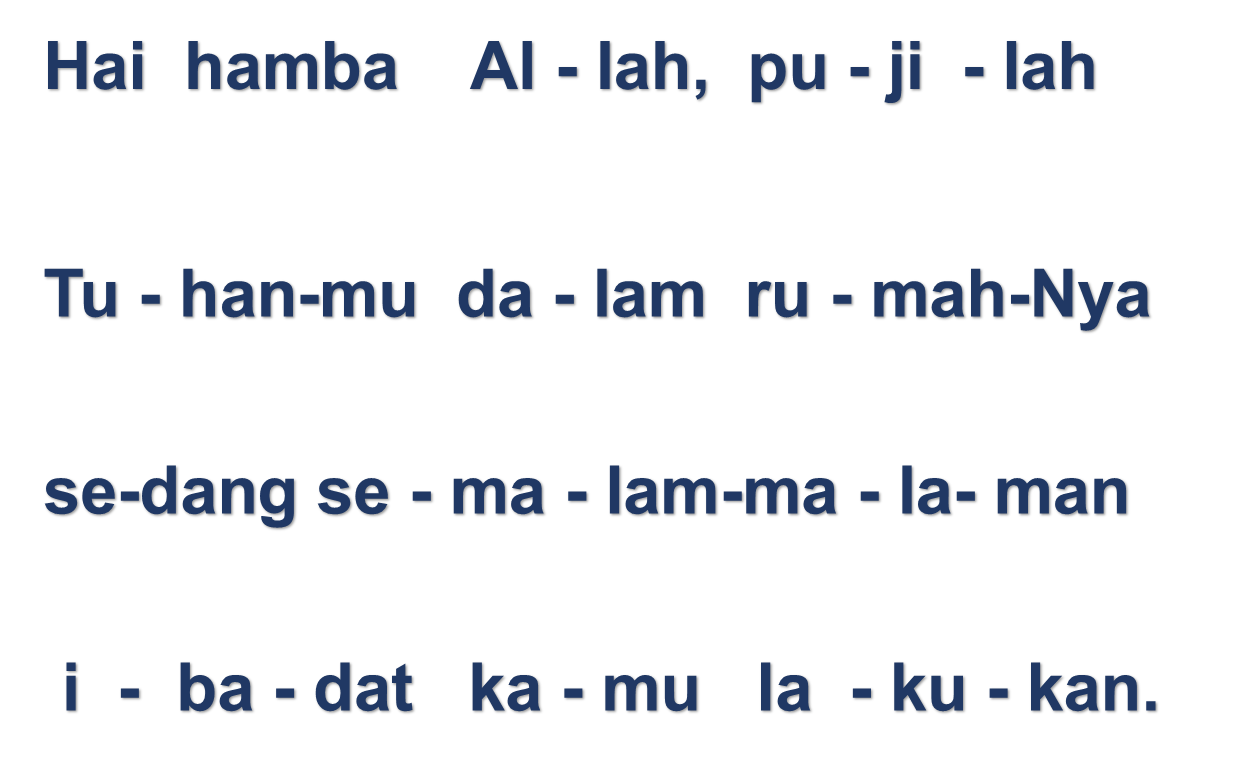 Hai hamba Al - lah, pu - ji - lah
Tu - han-mu da - lam ru - mah-Nya
se-dang se - ma - lam-ma - la- man
i - ba - dat ka - mu la - ku - kan.